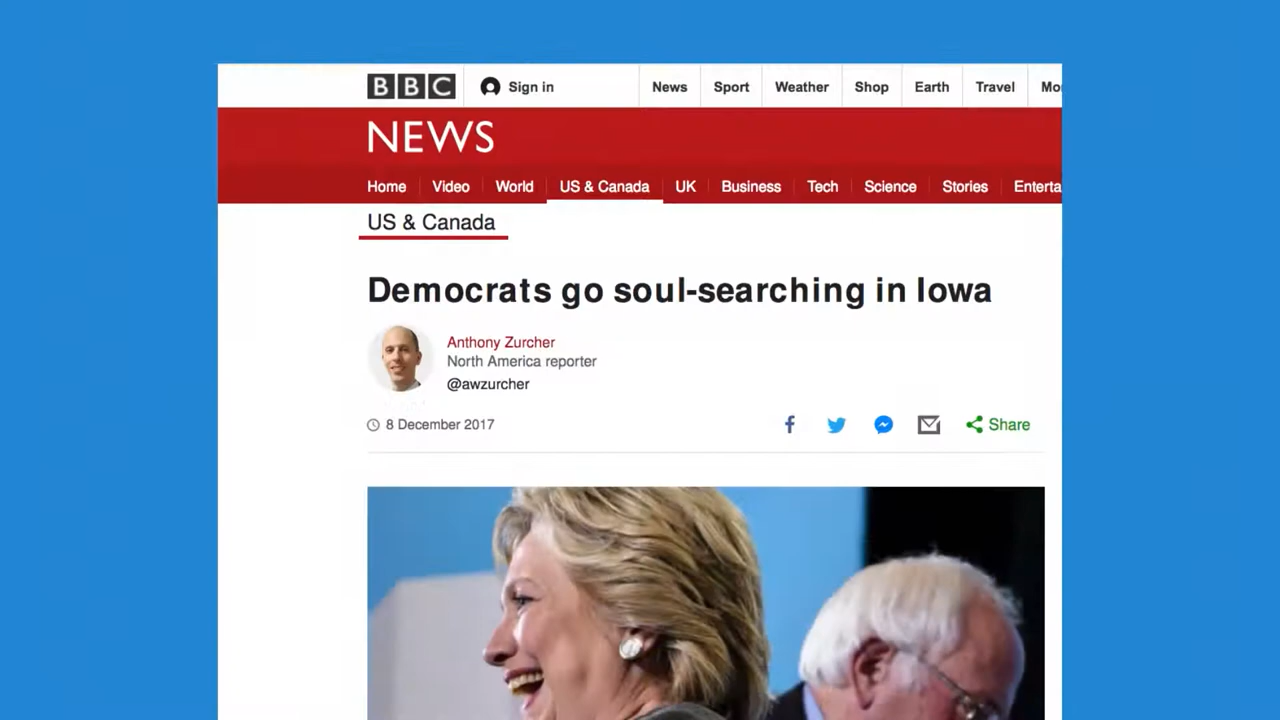 BBC Sign in News Sport Weather Shop Earth Travel Mo
NEWS
Home Video World US & Canada UK Business Tech Science Stories Enterta
US & Canada
Democrats go soul-searching in Iowa
Anthony Zurcher
North America reporter
@awzurcher
8 December 2017 Share